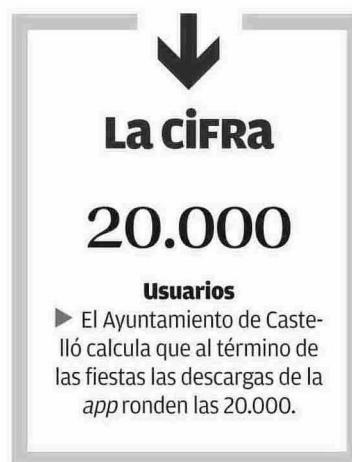 La CiFRa
20.000
Usuarios
▶ El Ayuntamiento de Caste-
lló calcula que al término de
las fiestas las descargas de la
app ronden las 20.000.